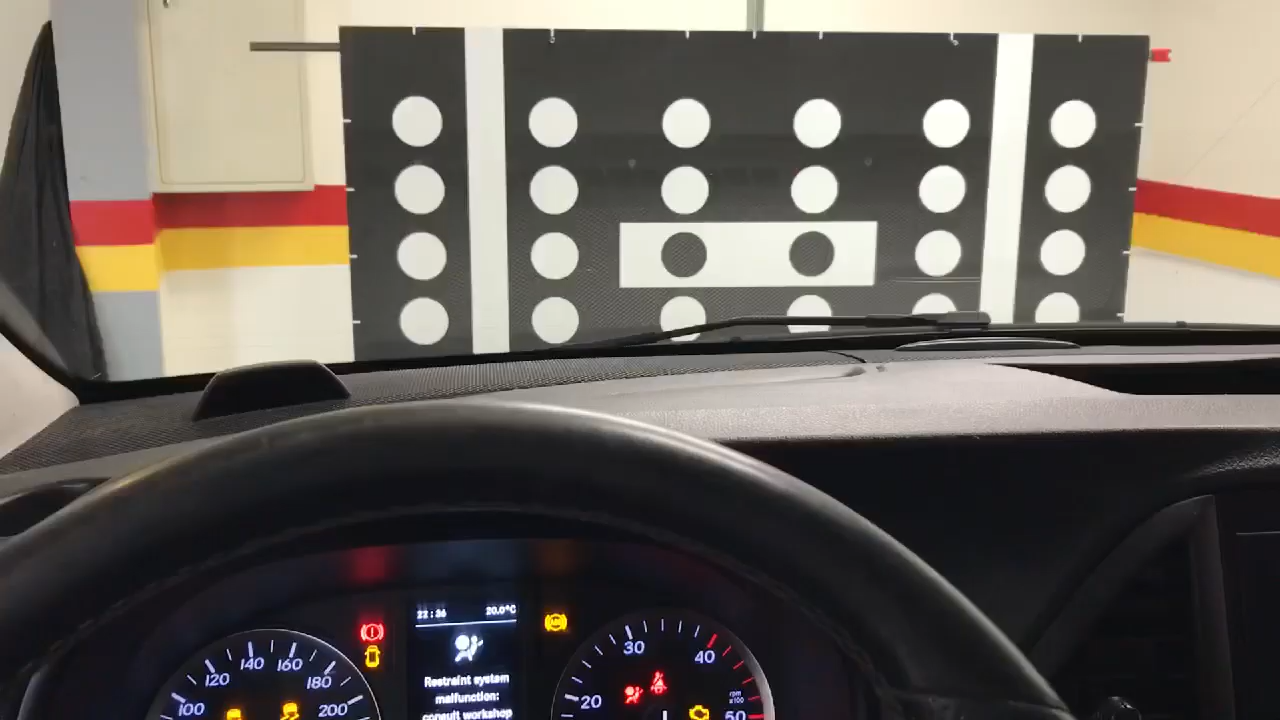 22:36 20.0°C
Restraint system
malfunction:
consult workshop
100 120 140 160 180 200
20 30 40 50
rpm
x100
ABS